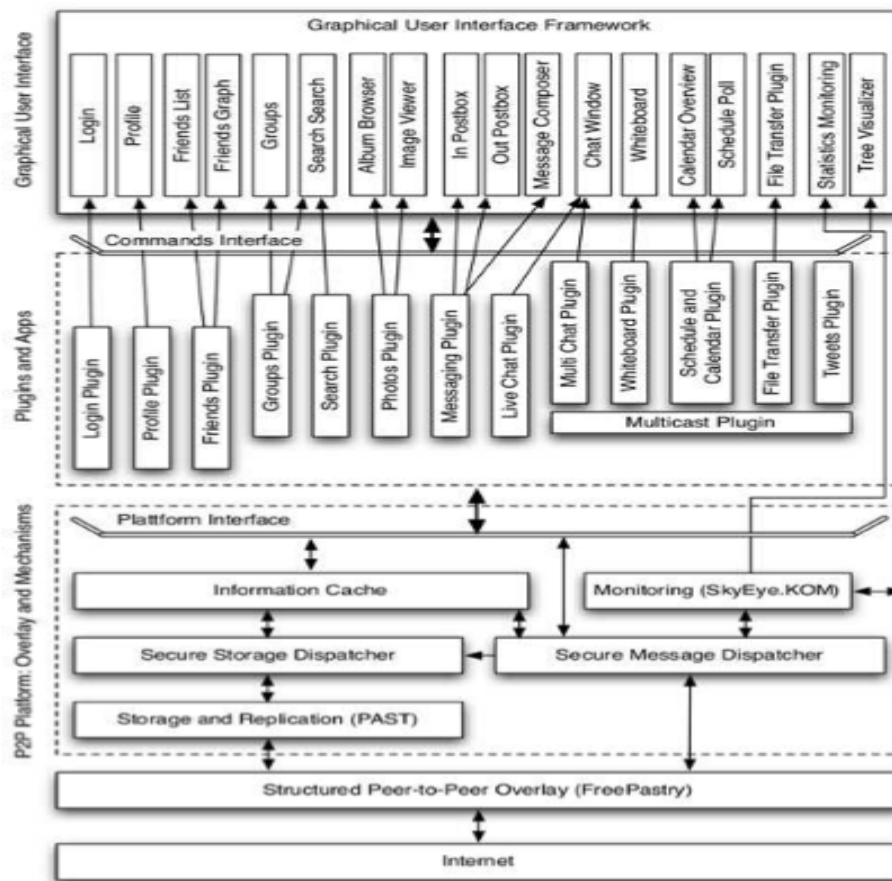 Graphical User Interface
Graphical User Interface Framework
Login
Profile
Friends List
Friends Graph
Groups
Search Search
Album Browser
Image Viewer
In Postbox
Out Postbox
Message Composer
Chat Window
Whiteboard
Calendar Overview
Schedule Poll
File Transfer Plugin
Statistics Monitoring
Tree Visualizer
Commands Interface
Plugins and Apps
Login Plugin
Profile Plugin
Friends Plugin
Groups Plugin
Search Plugin
Photos Plugin
Messaging Plugin
Live Chat Plugin
Multi Chat Plugin
Whiteboard Plugin
Schedule and
Calendar Plugin
File Transfer Plugin
Tweets Plugin
Multicast Plugin
P2P Platform: Overlay and Mechanisms
Plattform Interface
Information Cache
Monitoring (SkyEye.KOM)
Secure Storage Dispatcher
Secure Message Dispatcher
Storage and Replication (PAST)
Structured Peer-to-Peer Overlay (FreePastry)
Internet